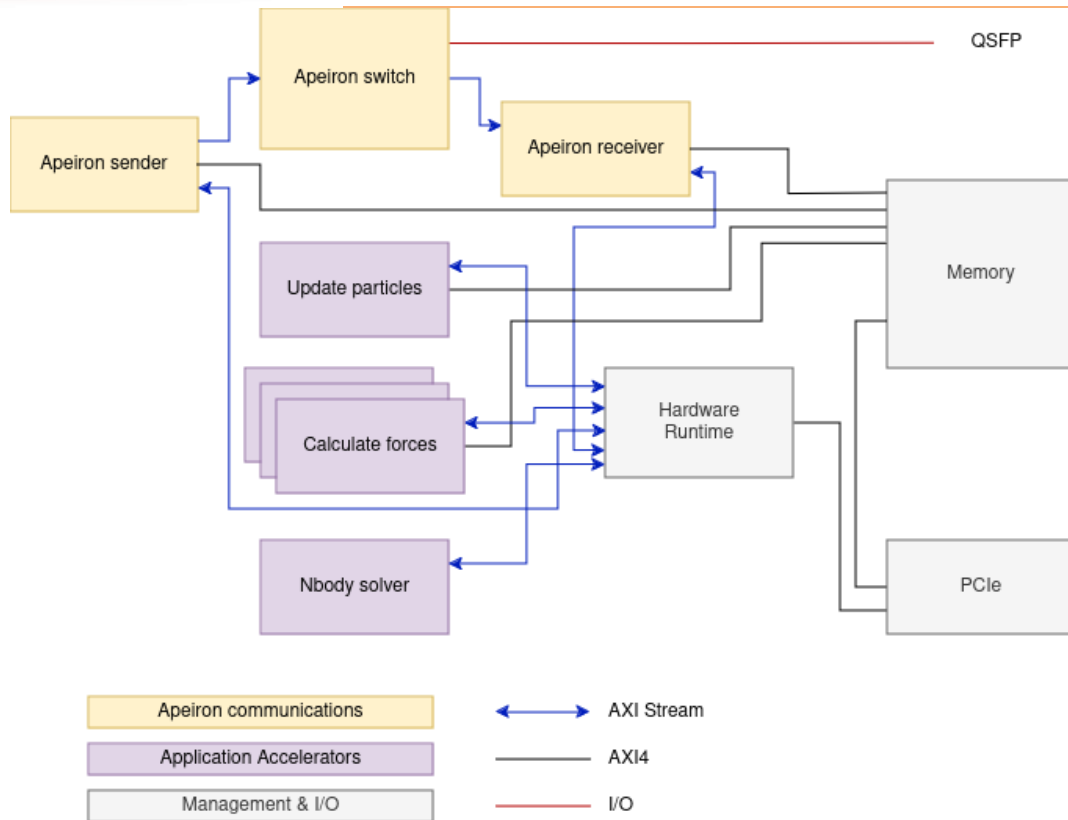 QSFP
Apeiron switch
Apeiron receiver
Apeiron sender
Memory
Update particles
Hardware
Runtime
Calculate forces
Nbody solver
PCIe
Apeiron communications
AXI Stream
Application Accelerators
AXI4
Management & I/O
I/O